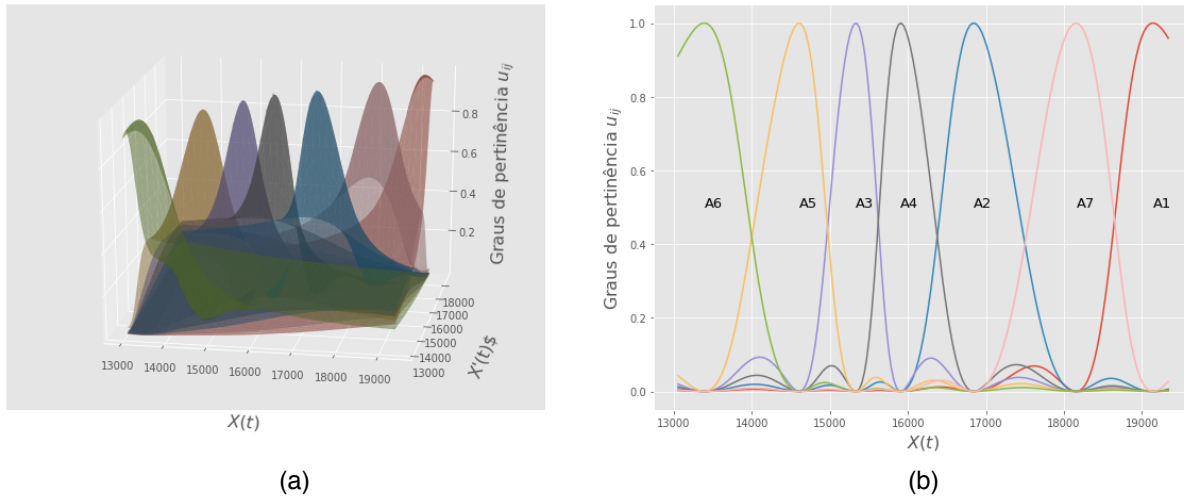 0.8
0.6
0.4
0.2
Graus de pertinência u_ij
18000
17000
16000
15000
14000
13000
X'(t)$
13000 14000 15000 16000 17000 18000 19000
X(t)
(a)
1.0
0.8
0.6
0.4
0.2
0.0
Graus de pertinência u_ij
A6 A5 A3 A4 A2 A7 A1
13000 14000 15000 16000 17000 18000 19000
X(t)
(b)